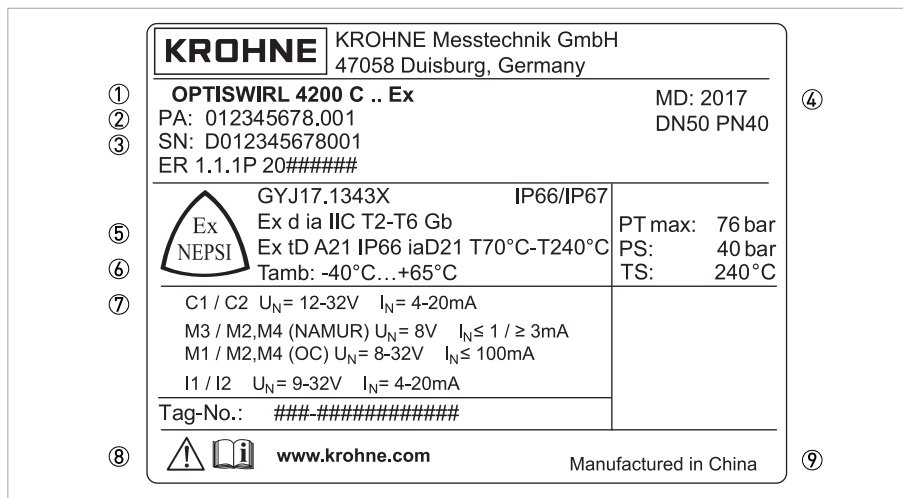 KROHNE
KROHNE Messtechnik GmbH
47058 Duisburg, Germany
① OPTISWIRL 4200 C .. Ex MD: 2017 ④
② PA: 012345678.001 DN50 PN40
③ SN: D012345678001
ER 1.1.1P 20######
GYJ17.1343X IP66/IP67
Ex NEPSI
Ex d ia IIC T2-T6 Gb
⑤ Ex tD A21 IP66 iaD21 T70°C-T240°C
⑥ Tamb: -40°C…+65°C
PT max: 76 bar
PS: 40 bar
TS: 240°C
⑦ C1 / C2 UN= 12-32V IN= 4-20mA
M3 / M2,M4 (NAMUR) UN= 8V IN≤ 1 / ≥ 3mA
M1 / M2,M4 (OC) UN= 8-32V IN≤ 100mA
I1 / I2 UN= 9-32V IN= 4-20mA
Tag-No.: ###-############
⑧ www.krohne.com Manufactured in China ⑨